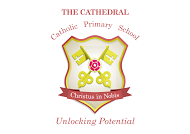 THE CATHEDRAL
Catholic Primary School
Christus in Nobis
Unlocking Potential